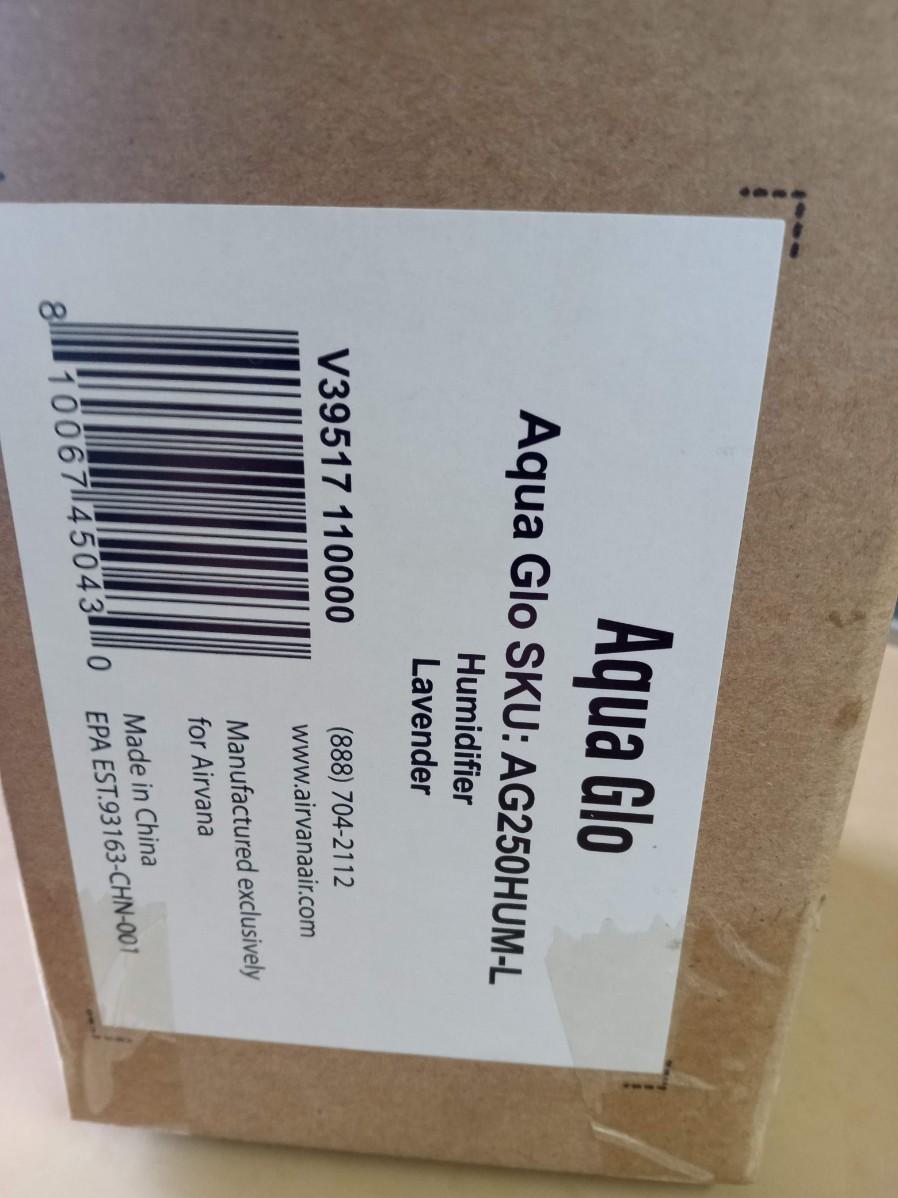 Aqua Glo
Aqua Glo SKU: AG250HUM-L
Humidifier
Lavender
V39517 110000
8 10067 45043 0
(888) 704-2112
www.airvanaair.com
Manufactured exclusively
for Airvana
Made in China
EPA EST.93163-CHN-001